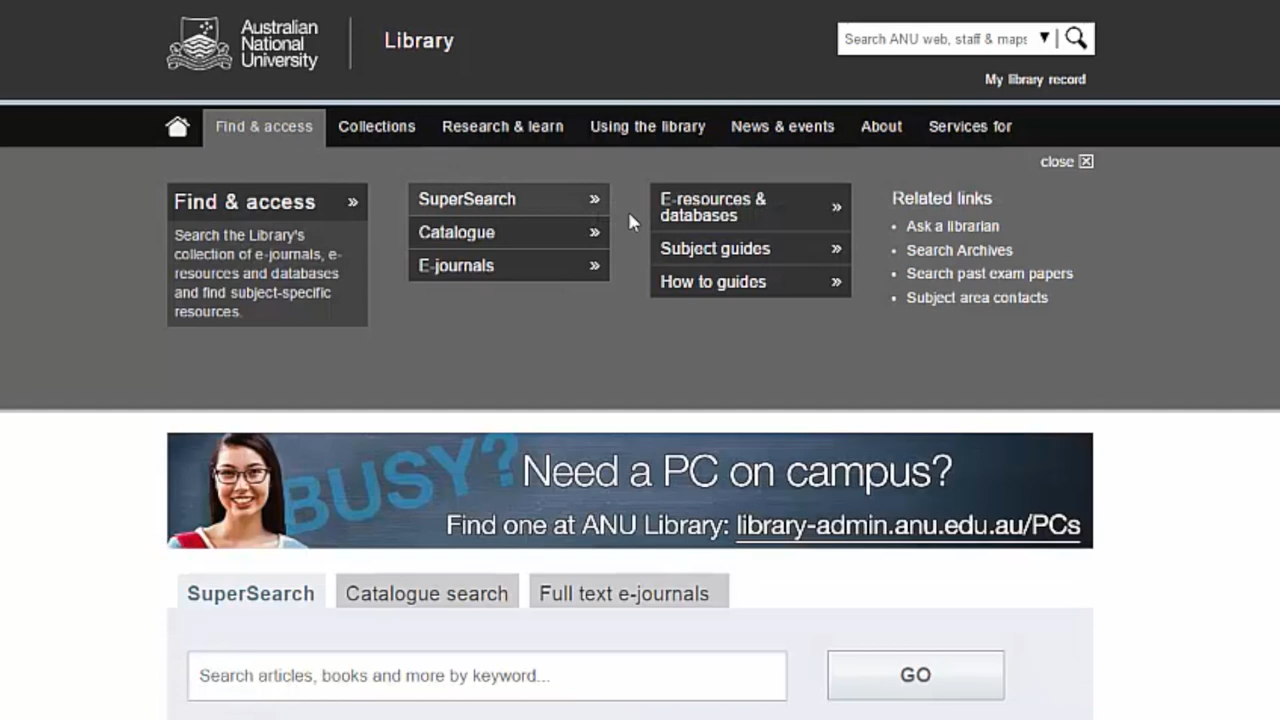 Australian
National
University
Library
Search ANU web, staff & maps
My library record
Find & access
Collections
Research & learn
Using the library
News & events
About
Services for
close
Find & access »
Search the Library's
collection of e-journals, e-
resources and databases
and find subject-specific
resources.
SuperSearch »
Catalogue »
E-journals »
E-resources &
databases »
Subject guides »
How to guides »
Related links
• Ask a librarian
• Search Archives
• Search past exam papers
• Subject area contacts
BUSY?
Need a PC on campus?
Find one at ANU Library: library-admin.anu.edu.au/PCs
SuperSearch
Catalogue search
Full text e-journals
Search articles, books and more by keyword...
GO